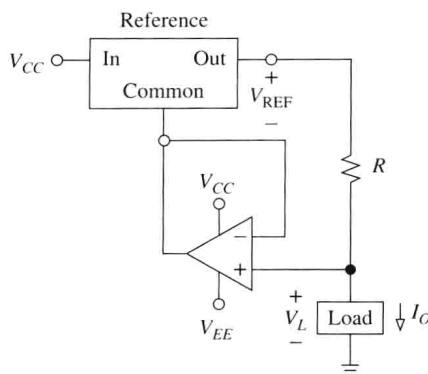 Reference
V_CC In Out
Common
+
V_REF
−
R
V_CC
−
+
V_EE
+
V_L
−
Load
I_O